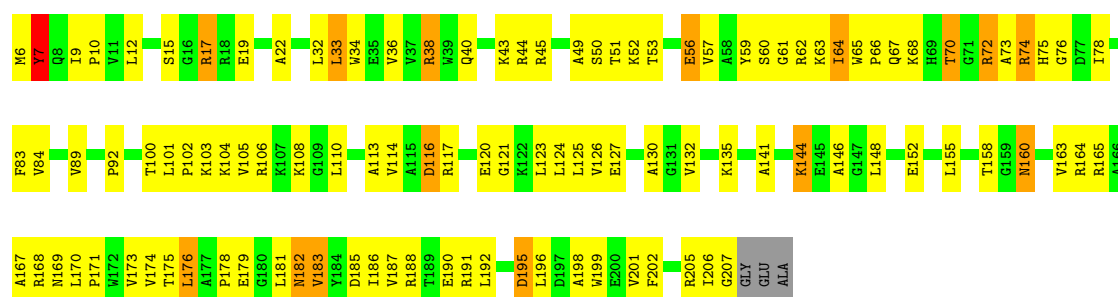 M6 Y7 Q8 I9 P10 V11 L12 S15 G16 R17 R18 E19 A22 L32 L33 W34 E35 V36 V37 R38 W39 Q40 K43 R44 R45 A49 S50 T51 K52 T53 E56 V57 A58 Y59 S60 G61 R62 K63 I64 W65 P66 Q67 K68 H69 T70 G71 R72 A73 R74 H75 G76 D77 I78
F83 V84 V89 P92 T100 L101 P102 K103 K104 V105 R106 K107 K108 G109 L110 A113 V114 A115 D116 R117 E120 G121 K122 L123 L124 L125 V126 E127 A130 G131 V132 K135 A141 K144 E145 A146 G147 L148 E152 L155 T158 G159 N160 V163 R164 R165 A166
A167 R168 N169 L170 P171 W172 V173 V174 T175 L176 A177 P178 E179 G180 L181 N182 V183 Y184 D185 I186 V187 R188 T189 E190 R191 L192 D195 L196 D197 A198 W199 E200 V201 F202 R205 I206 G207 GLY GLU ALA